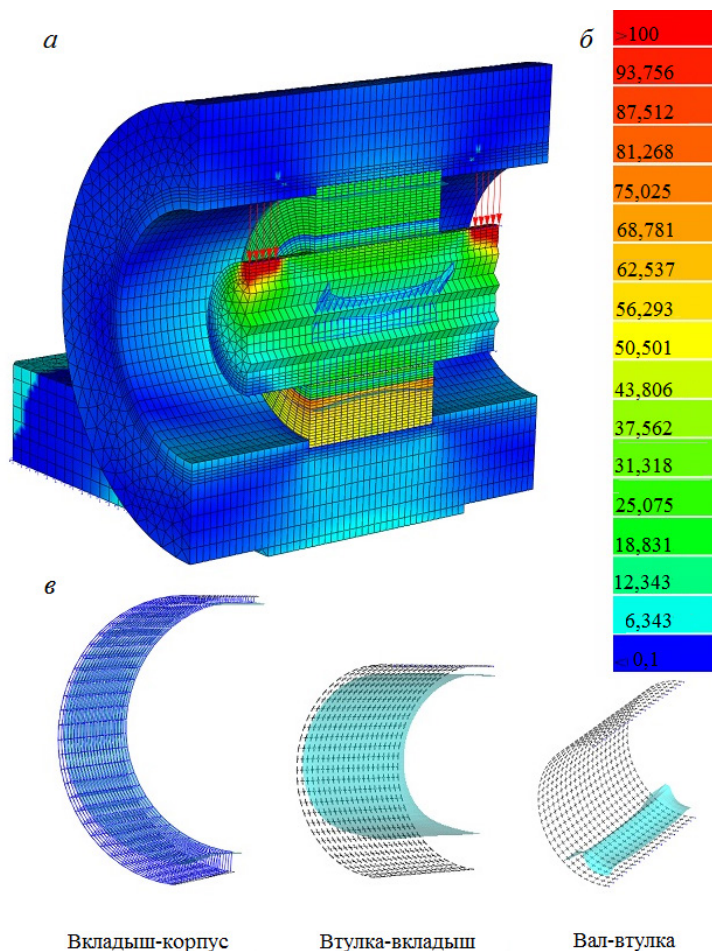 а
б
>100
93,756
87,512
81,268
75,025
68,781
62,537
56,293
50,501
43,806
37,562
31,318
25,075
18,831
12,343
6,343
<0,1
в
Вкладыш-корпус
Втулка-вкладыш
Вал-втулка